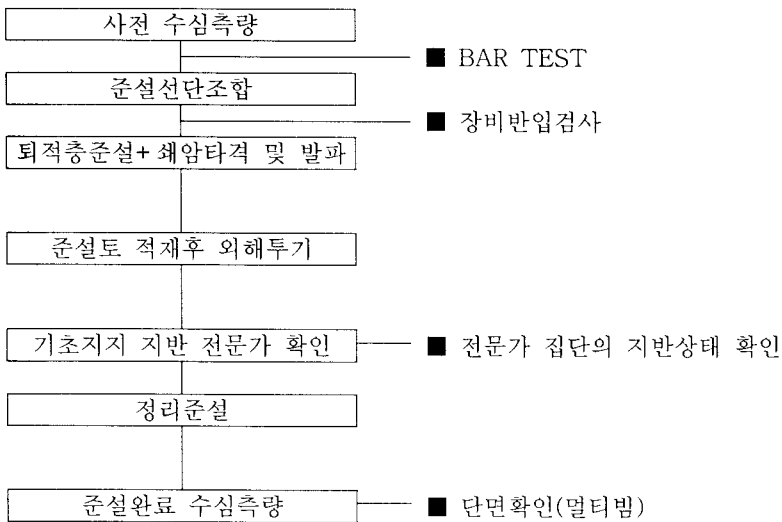 사전 수심측량
■ BAR TEST
준설선단조합
■ 장비반입검사
퇴적층준설+쇄암타격 및 발파
준설토 적재후 외해투기
기초지지 지반 전문가 확인
■ 전문가 집단의 지반상태 확인
정리준설
준설완료 수심측량
■ 단면확인(멀티빔)